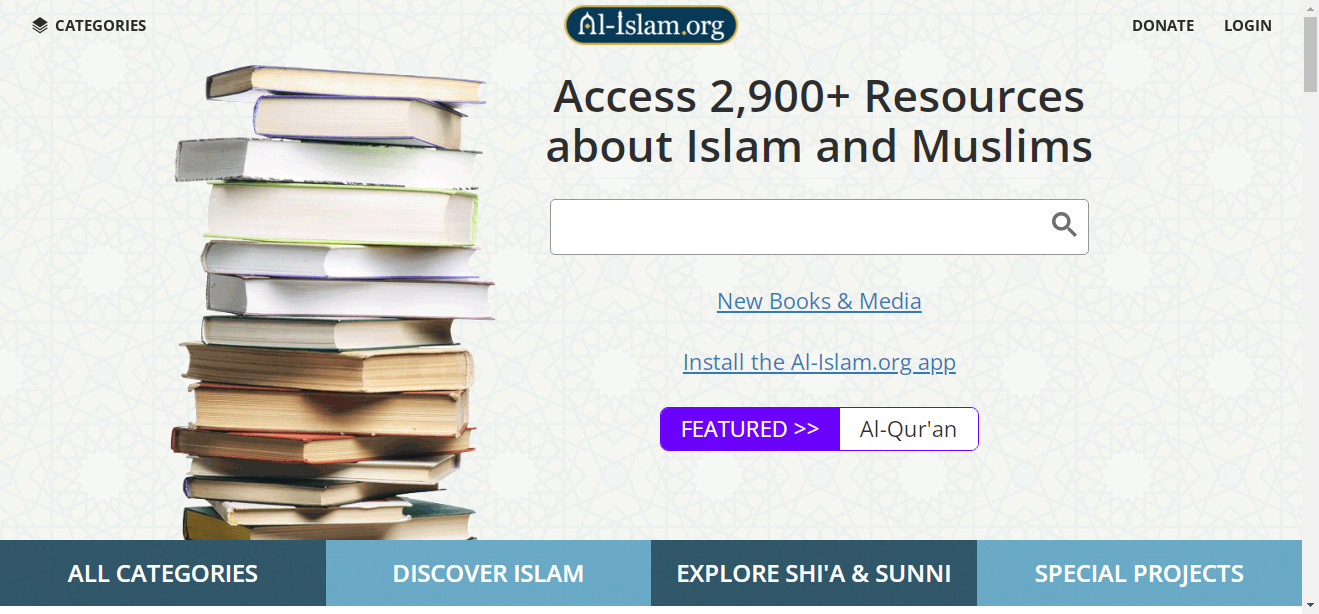 CATEGORIES
Al-Islam.org
DONATE
LOGIN
Access 2,900+ Resources
about Islam and Muslims
New Books & Media
Install the Al-Islam.org app
FEATURED >>
Al-Qur'an
ALL CATEGORIES
DISCOVER ISLAM
EXPLORE SHI'A & SUNNI
SPECIAL PROJECTS